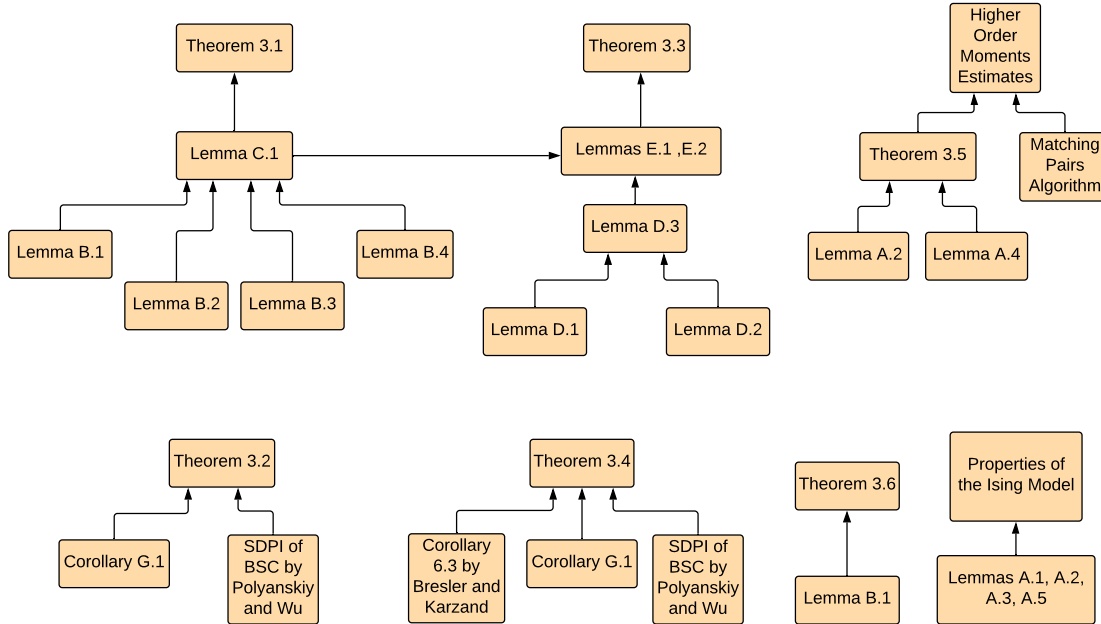 Theorem 3.1
Theorem 3.3
Higher
Order
Moments
Estimates
Lemma C.1
Lemmas E.1 ,E.2
Theorem 3.5
Matching
Pairs
Algorithm
Lemma B.1
Lemma B.2
Lemma B.3
Lemma B.4
Lemma D.3
Lemma A.2
Lemma A.4
Lemma D.1
Lemma D.2
Theorem 3.2
Theorem 3.4
Theorem 3.6
Properties of
the Ising Model
Corollary G.1
SDPI of
BSC by
Polyanskiy
and Wu
Corollary
6.3 by
Bresler and
Karzand
Corollary G.1
SDPI of
BSC by
Polyanskiy
and Wu
Lemma B.1
Lemmas A.1, A.2,
A.3, A.5